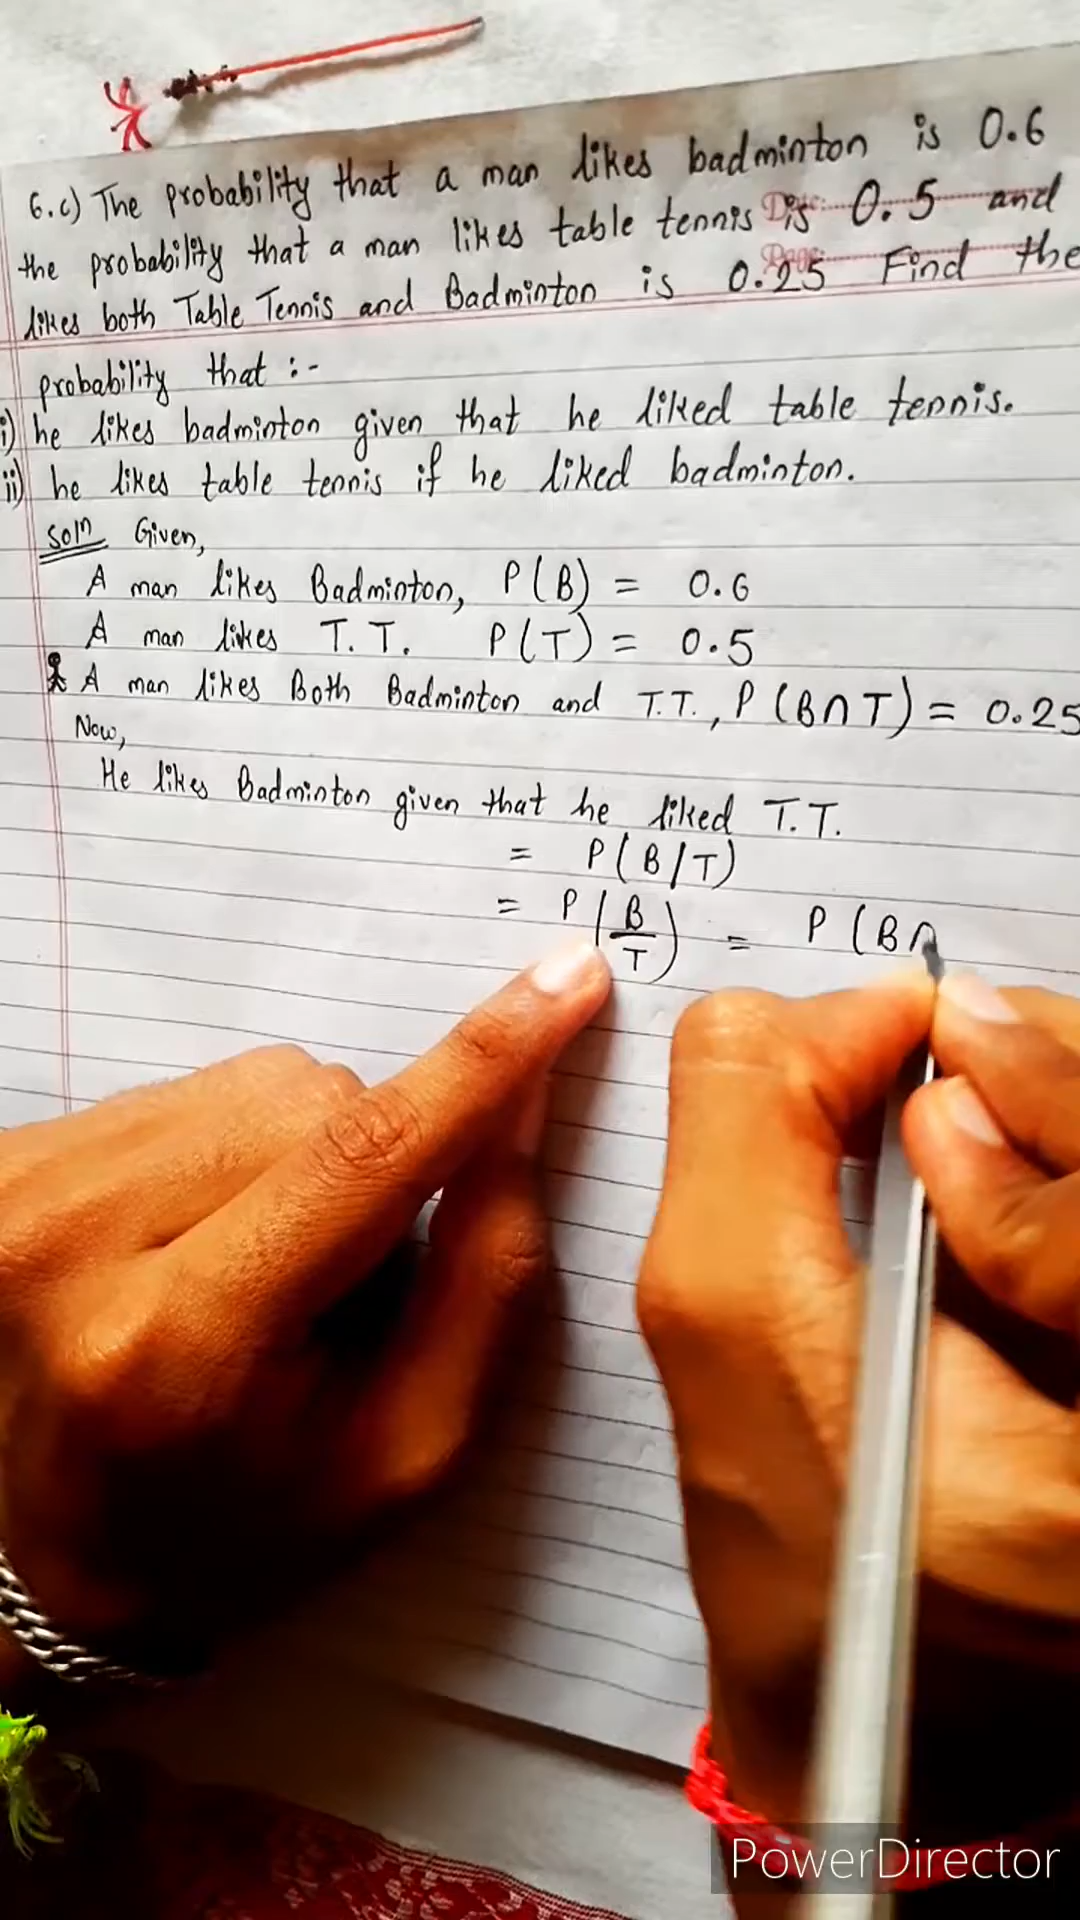 6.c) The probability that a man likes badminton is 0.6
the probability that a man likes table tennis is 0.5 and
likes both Table Tennis and Badminton is 0.25 Find the
probability that :-
i) he likes badminton given that he liked table tennis.
ii) he likes table tennis if he liked badminton.
Soln Given,
A man likes Badminton, P(B) = 0.6
A man likes T.T. P(T) = 0.5
A man likes Both Badminton and T.T., P(B∩T) = 0.25
Now,
He likes Badminton given that he liked T.T.
= P(B/T)
= P(B/T) = P(B∩
PowerDirector